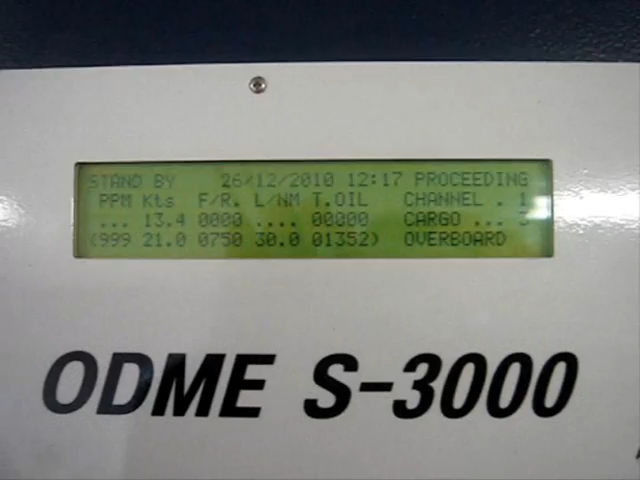 STAND BY 26/12/2010 12:17 PROCEEDING
PPM Kts F/R. L/NM T.OIL CHANNEL . 1
... 13.4 0000 .... 00000 CARGO ... 3
(999 21.0 0750 30.0 01352) OVERBOARD
ODME S-3000